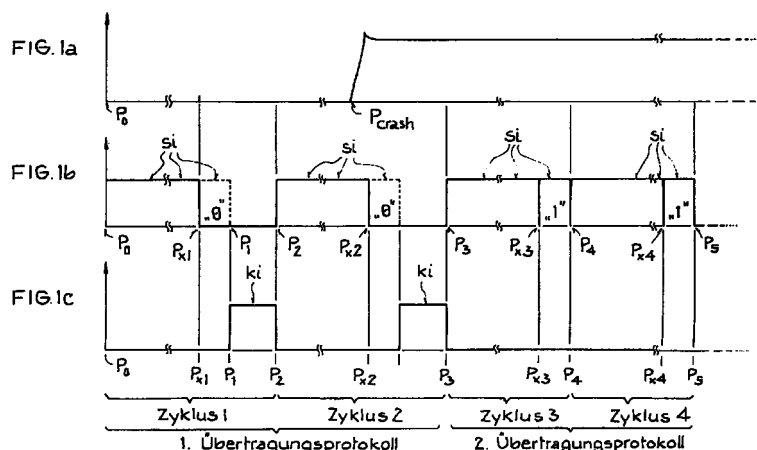 FIG.1a
P₀
P crash
si
si
si
si
FIG.1b
„0"
„0"
„1"
„1"
P₀
Pₓ₁
P₁
P₂
Pₓ₂
P₃
Pₓ₃
P₄
Pₓ₄
P₅
ki
ki
FIG.1c
P₀
Pₓ₁
P₁
P₂
Pₓ₂
P₃
Pₓ₃
P₄
Pₓ₄
P₅
Zyklus 1
Zyklus 2
Zyklus 3
Zyklus 4
1. Übertragungsprotokoll
2. Übertragungsprotokoll